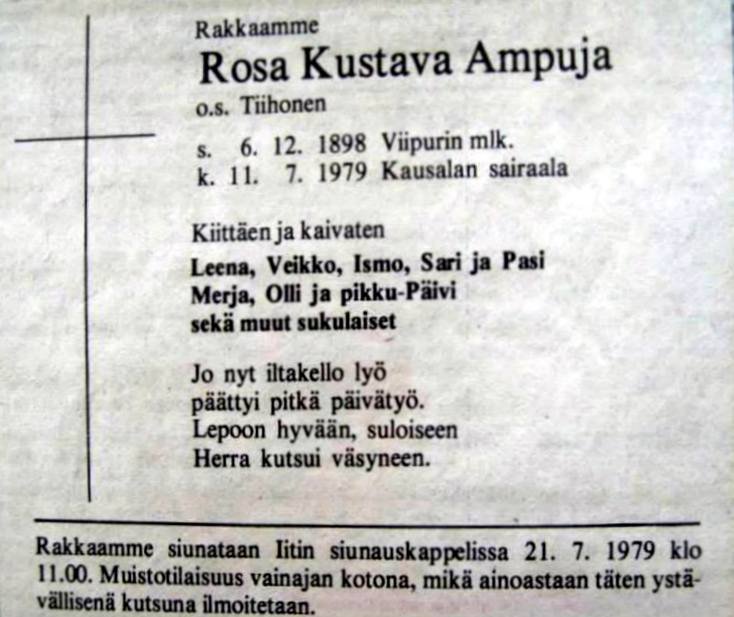 Rakkaamme
Rosa Kustava Ampuja
o.s. Tiihonen
s. 6. 12. 1898 Viipurin mlk.
k. 11. 7. 1979 Kausalan sairaala
Kiittäen ja kaivaten
Leena, Veikko, Ismo, Sari ja Pasi
Merja, Olli ja pikku-Päivi
sekä muut sukulaiset
Jo nyt iltakello lyö
päättyi pitkä päivätyö.
Lepoon hyvään, suloiseen
Herra kutsui väsyneen.
Rakkaamme siunataan Iitin siunauskappelissa 21. 7. 1979 klo
11.00. Muistotilaisuus vainajan kotona, mikä ainoastaan täten ystä-
vällisenä kutsuna ilmoitetaan.